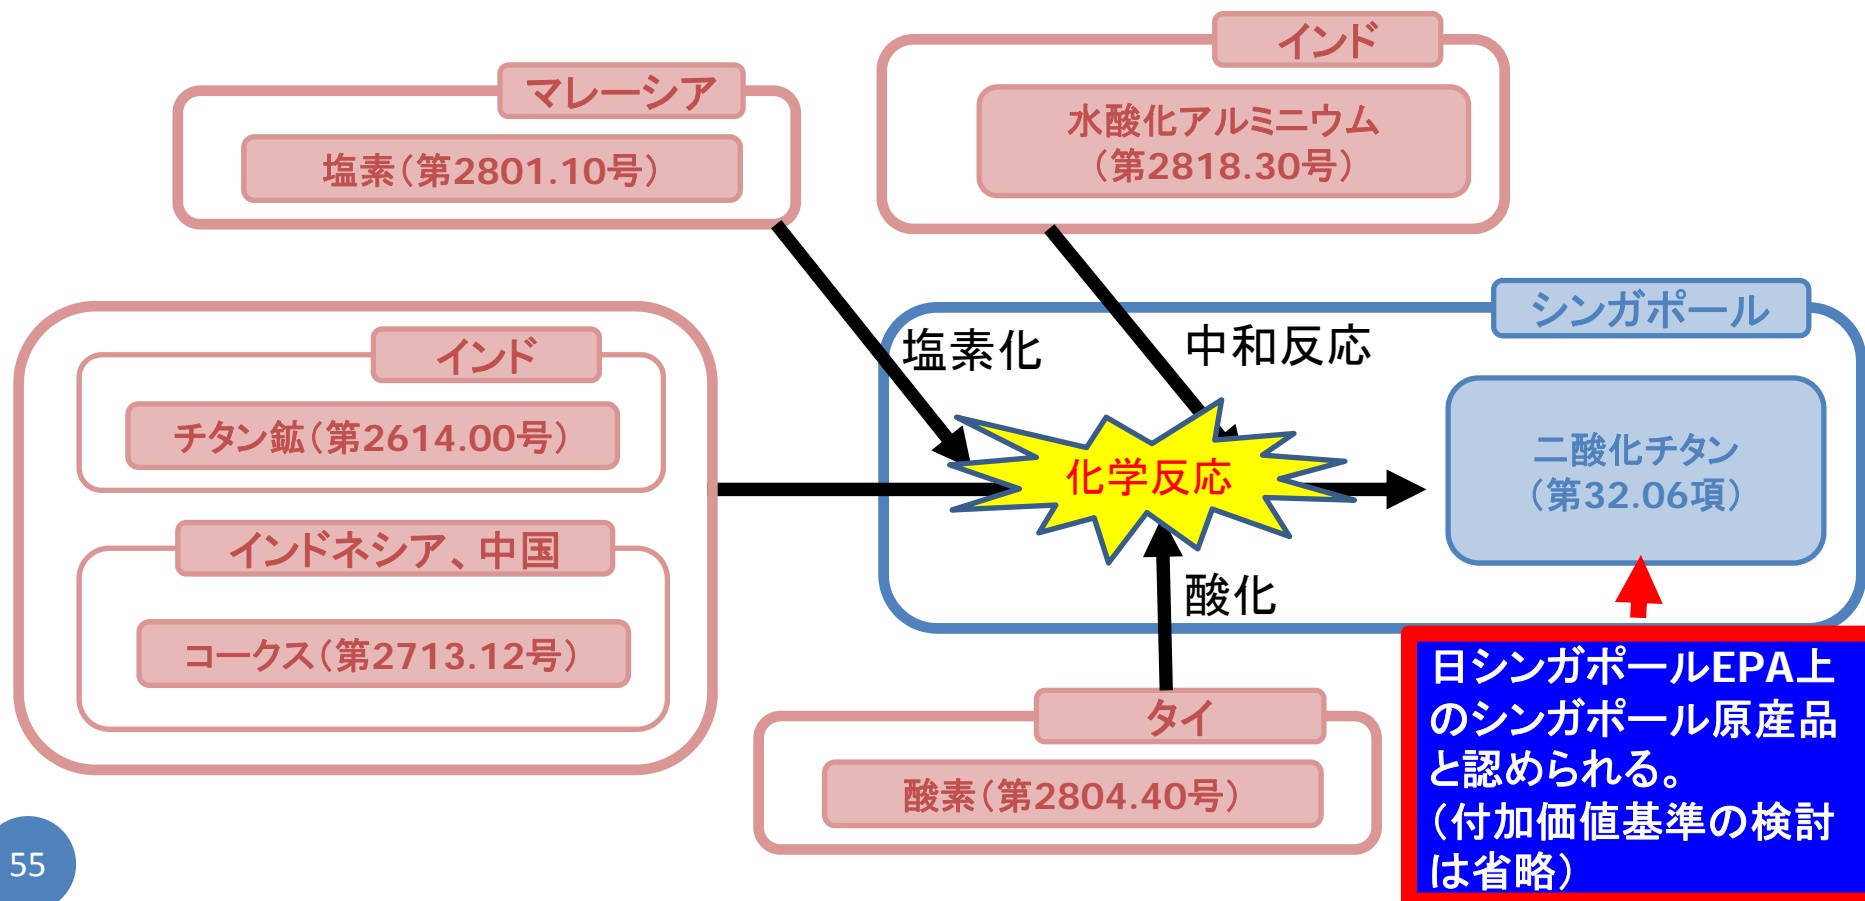 インド
マレーシア
水酸化アルミニウム
（第2818.30号）
塩素（第2801.10号）
シンガポール
塩素化
中和反応
インド
チタン鉱（第2614.00号）
化学反応
二酸化チタン
（第32.06項）
インドネシア、中国
酸化
コークス（第2713.12号）
タイ
酸素（第2804.40号）
日シンガポールEPA上
のシンガポール原産品
と認められる。
（付加価値基準の検討
は省略）
55